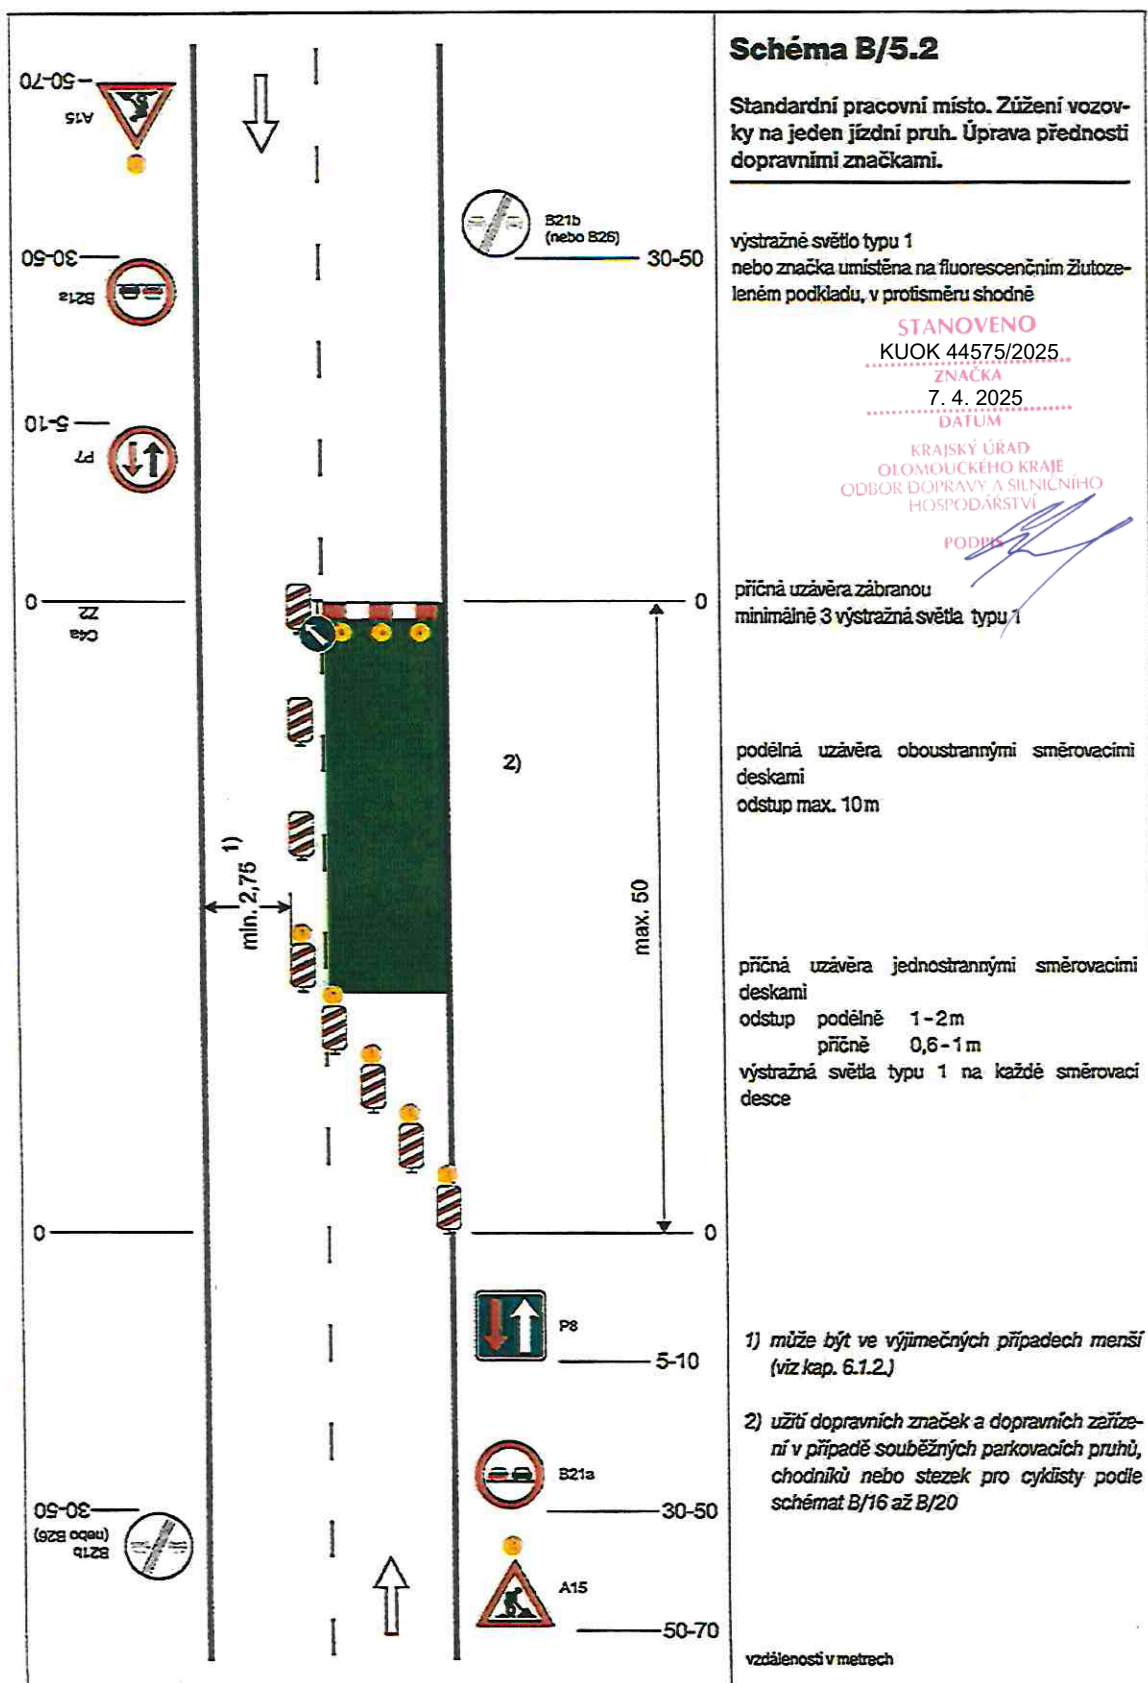 Schéma B/5.2
Standardní pracovní místo. Zúžení vozov-
ky na jeden jízdní pruh. Úprava přednosti
dopravními značkami.
výstražné světlo typu 1
nebo značka umístěna na fluorescenčním žlutoze-
leném podkladu, v protisměru shodně
STANOVENO
KUOK 44575/2025
ZNAČKA
7. 4. 2025
DATUM
KRAJSKÝ ÚŘAD
OLOMOUCKÉHO KRAJE
ODBOR DOPRAVY A SILNIČNÍHO
HOSPODÁŘSTVÍ
PODPIS
příčná uzávěra zábranou
minimálně 3 výstražná světla typu 1
podélná uzávěra oboustrannými směrovacími
deskami
odstup max. 10 m
příčná uzávěra jednostrannými směrovacími
deskami
odstup podélně 1-2 m
příčně 0,6-1 m
výstražná světla typu 1 na každé směrovací
desce
1) může být ve výjimečných případech menší
(viz kap. 6.1.2.)
2) užití dopravních značek a dopravních zaříze-
ní v případě souběžných parkovacích pruhů,
chodníků nebo stezek pro cyklisty podle
schémat B/16 až B/20
vzdálenosti v metrech
50-70
A15
30-50
B21a
5-10
P7
0
Z2
C4a
0
30-50
B21b
(nebo B26)
B21b
(nebo B26)
30-50
0
2)
min. 2,75 1)
max. 50
0
P8
5-10
B21a
30-50
A15
50-70